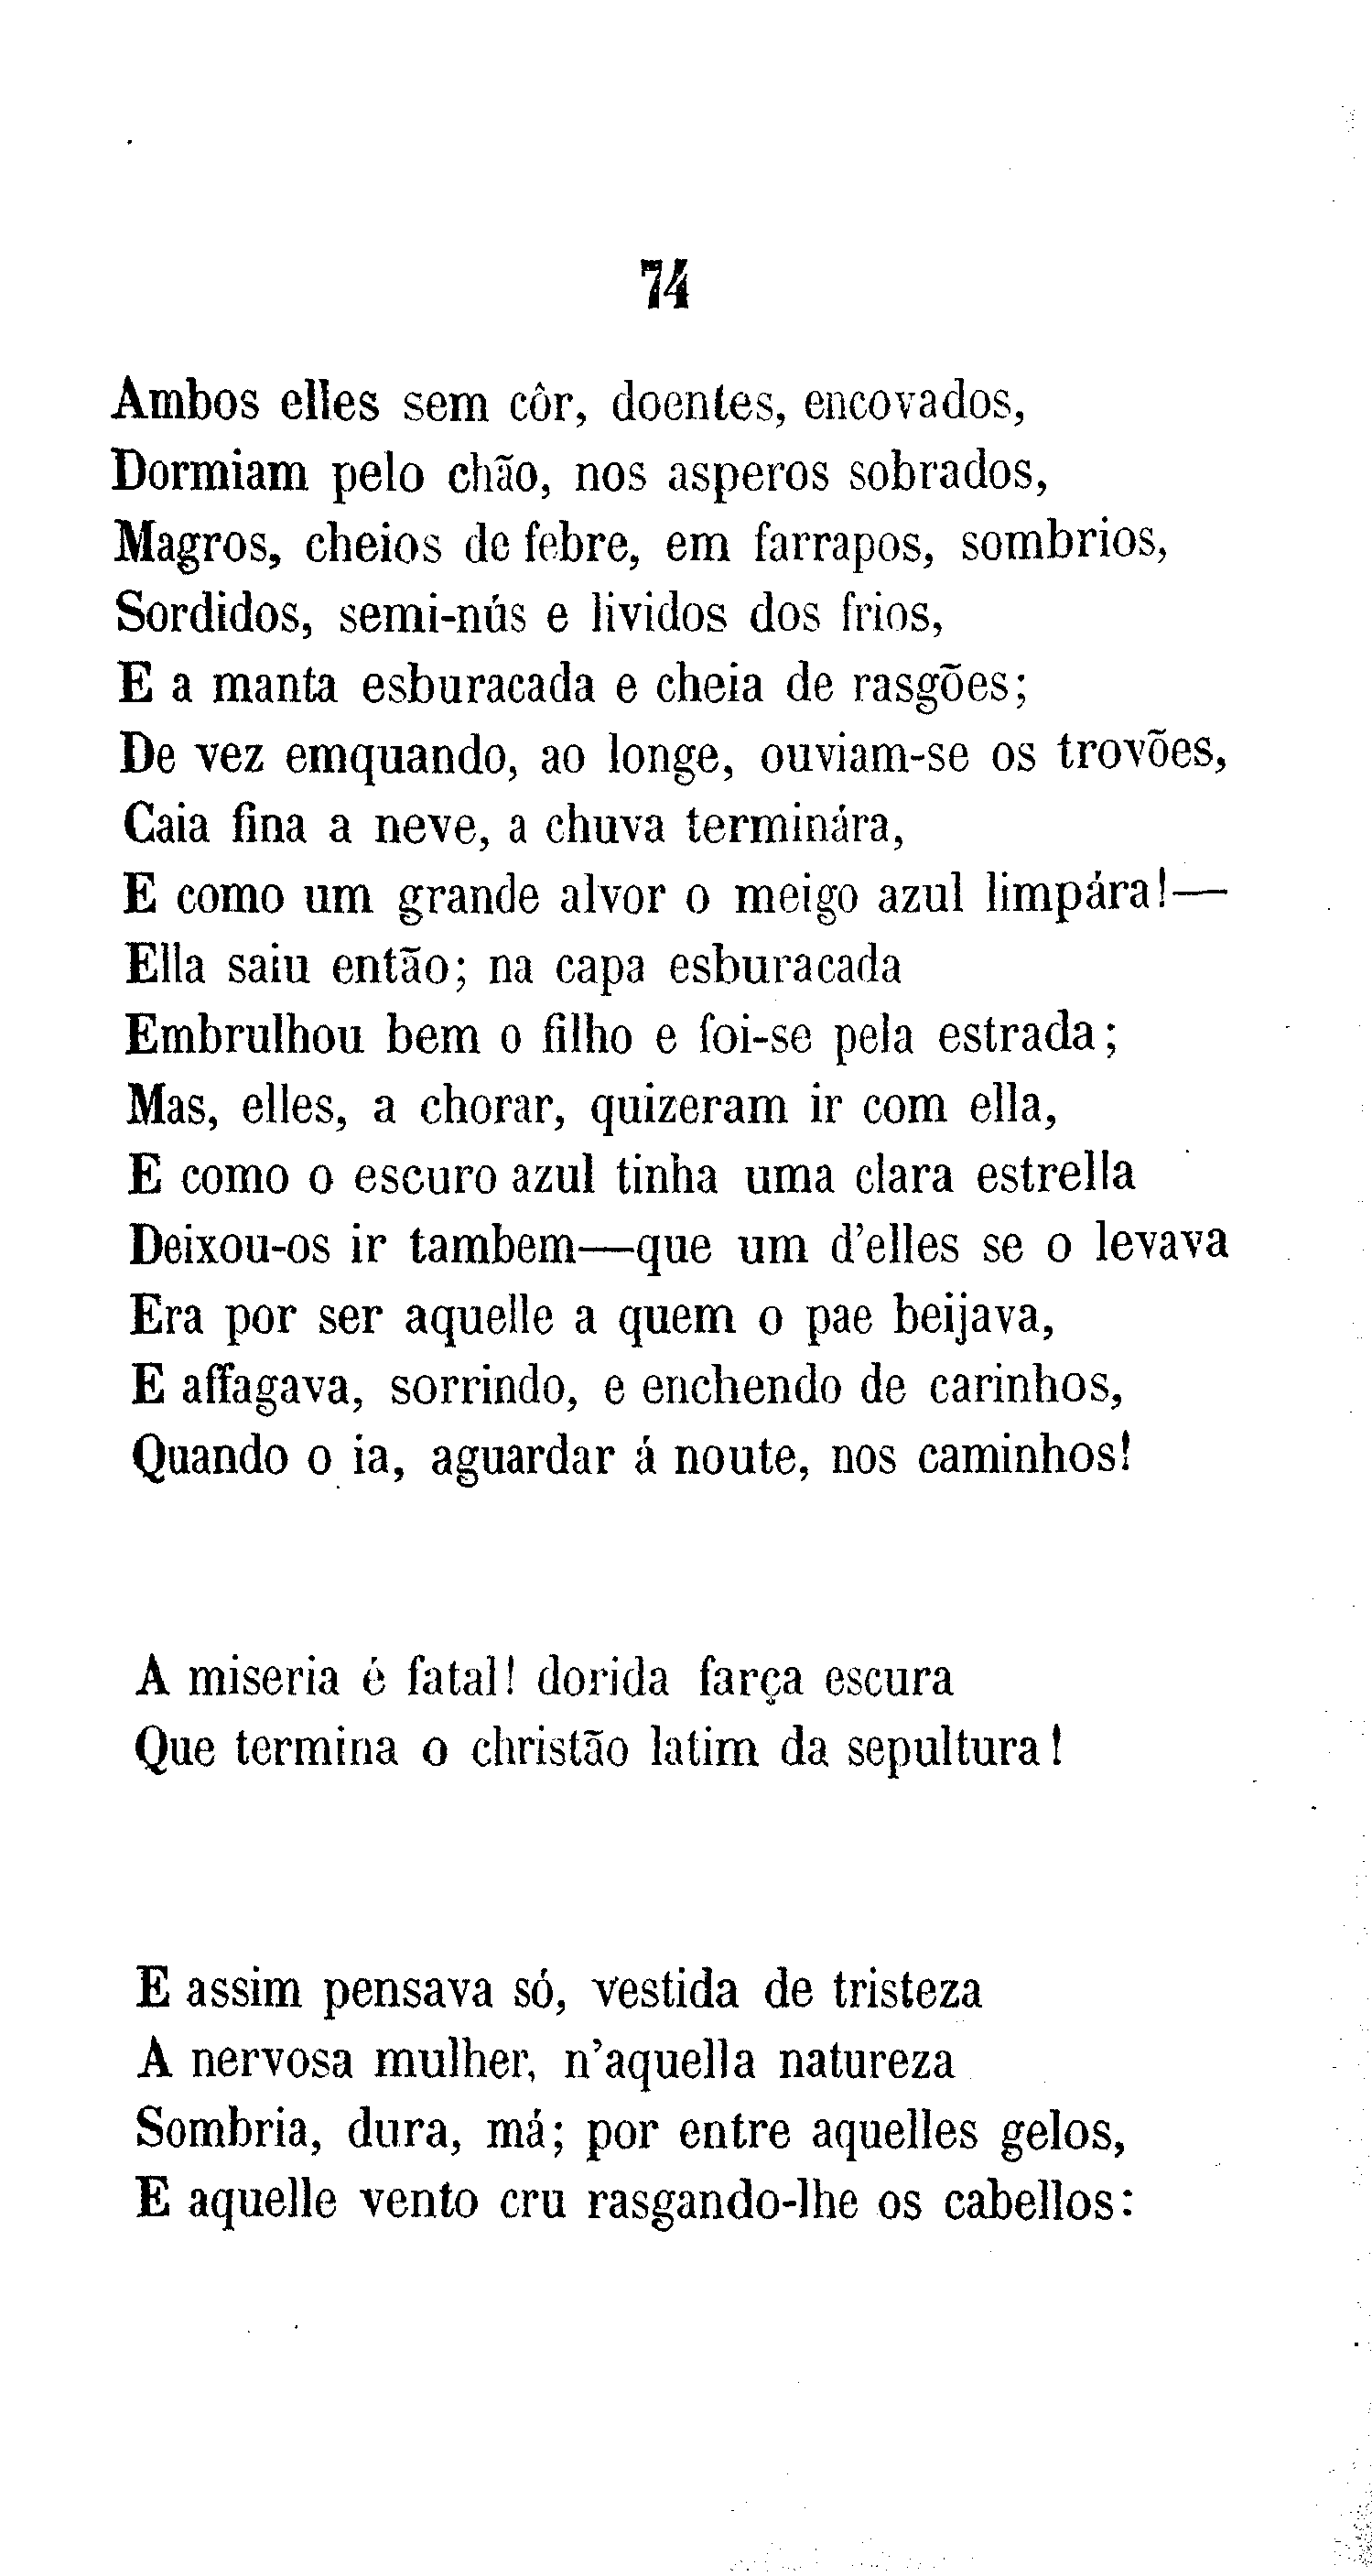 74
Ambos elles sem côr, doentes, encovados,
Dormiam pelo chão, nos asperos sobrados,
Magros, cheios de febre, em farrapos, sombrios,
Sordidos, semi-nús e lividos dos frios,
E a manta esburacada e cheia de rasgões;
De vez emquando, ao longe, ouviam-se os trovões,
Caia fina a neve, a chuva terminára,
E como um grande alvor o meigo azul limpára!—
Ella saiu então; na capa esburacada
Embrulhou bem o filho e foi-se pela estrada;
Mas, elles, a chorar, quizeram ir com ella,
E como o escuro azul tinha uma clara estrella
Deixou-os ir tambem—que um d'elles se o levava
Era por ser aquelle a quem o pae beijava,
E affagava, sorrindo, e enchendo de carinhos,
Quando o ia, aguardar á noute, nos caminhos!
A miseria é fatal! dorida farça escura
Que termina o christão latim da sepultura!
E assim pensava só, vestida de tristeza
A nervosa mulher, n'aquella natureza
Sombria, dura, má; por entre aquelles gelos,
E aquelle vento cru rasgando-lhe os cabellos: